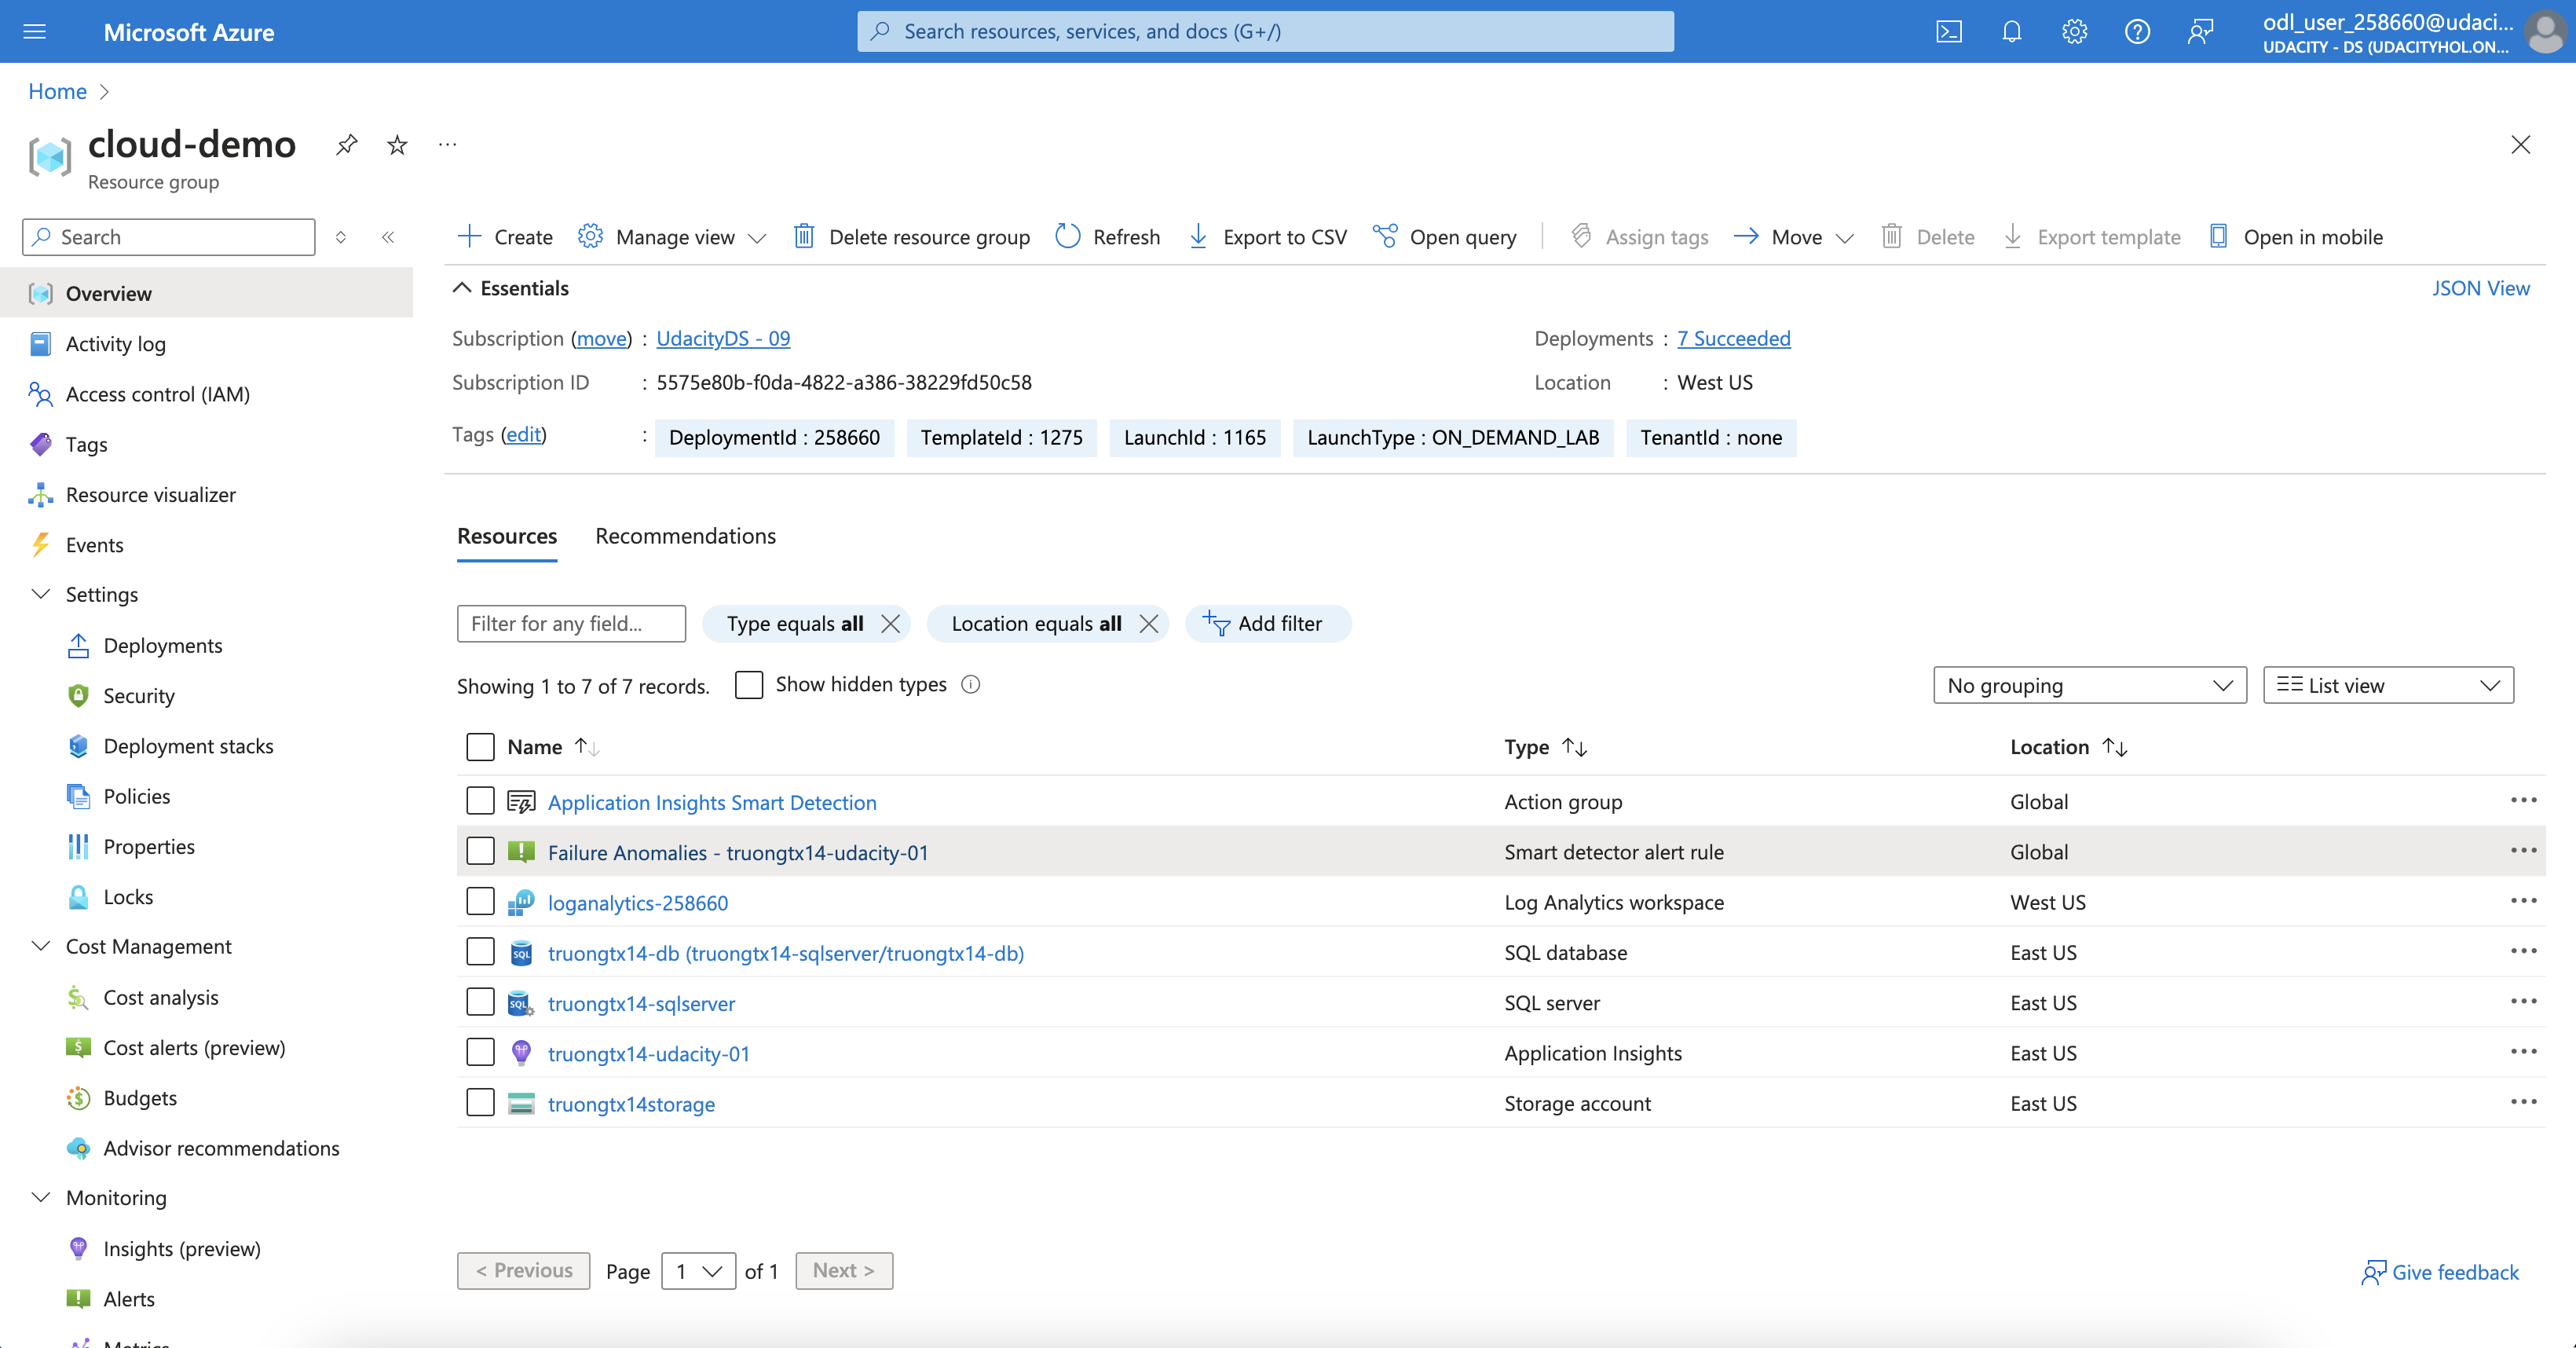 Microsoft Azure
Search resources, services, and docs (G+/)
odl_user_258660@udaci...
UDACITY - DS (UDACITYHOL.ON...
Home
cloud-demo
...
Resource group
Search
Create
Manage view
Delete resource group
Refresh
Export to CSV
Open query
Assign tags
Move
Delete
Export template
Open in mobile
Overview
Activity log
Access control (IAM)
Tags
Resource visualizer
Events
Settings
Deployments
Security
Deployment stacks
Policies
Properties
Locks
Cost Management
Cost analysis
Cost alerts (preview)
Budgets
Advisor recommendations
Monitoring
Insights (preview)
Alerts
Metrics
Essentials
JSON View
Subscription (move) : UdacityDS - 09
Deployments : 7 Succeeded
Subscription ID : 5575e80b-f0da-4822-a386-38229fd50c58
Location : West US
Tags (edit) : DeploymentId : 258660 TemplateId : 1275 LaunchId : 1165 LaunchType : ON_DEMAND_LAB TenantId : none
Resources Recommendations
Filter for any field...
Type equals all
Location equals all
Add filter
Showing 1 to 7 of 7 records.
Show hidden types
No grouping
List view
Name Type Location
Application Insights Smart Detection Action group Global
Failure Anomalies - truongtx14-udacity-01 Smart detector alert rule Global
loganalytics-258660 Log Analytics workspace West US
truongtx14-db (truongtx14-sqlserver/truongtx14-db) SQL database East US
truongtx14-sqlserver SQL server East US
truongtx14-udacity-01 Application Insights East US
truongtx14storage Storage account East US
< Previous Page 1 of 1 Next >
Give feedback